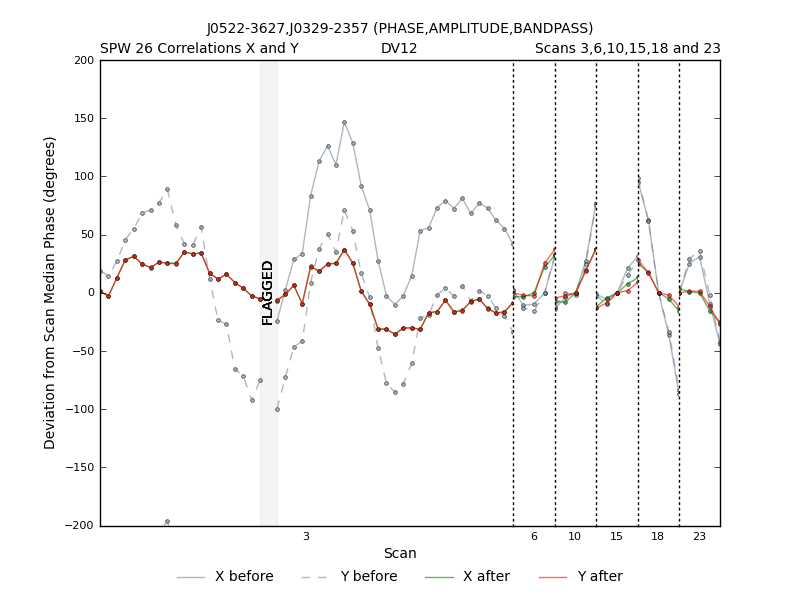 J0522-3627,J0329-2357 (PHASE,AMPLITUDE,BANDPASS)
SPW 26 Correlations X and Y DV12 Scans 3,6,10,15,18 and 23
200
150
100
50
0
−50
−100
−150
−200
Deviation from Scan Median Phase (degrees)
FLAGGED
3 6 10 15 18 23
Scan
X before Y before X after Y after